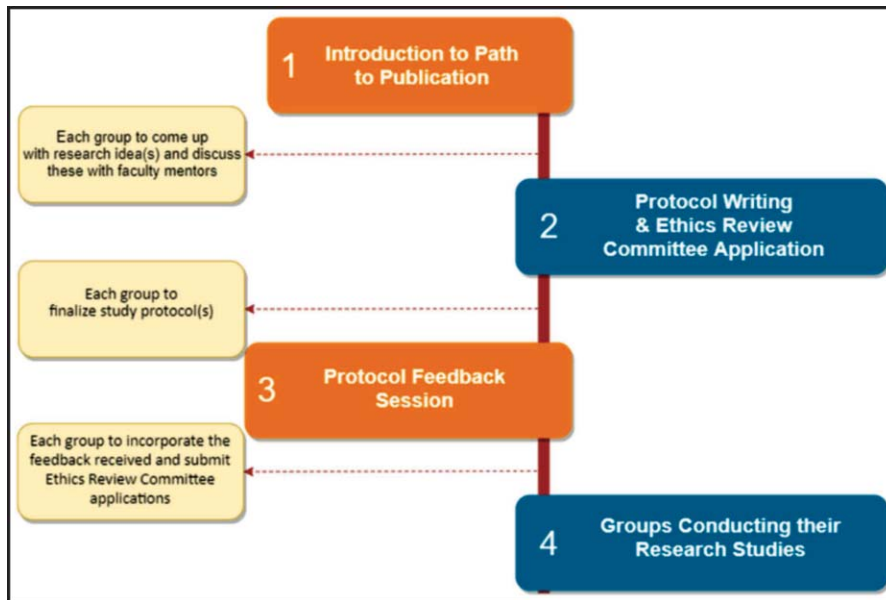 1
Introduction to Path
to Publication
Each group to come up
with research idea(s) and discuss
these with faculty mentors
2
Protocol Writing
& Ethics Review
Committee Application
Each group to
finalize study protocol(s)
3
Protocol Feedback
Session
Each group to incorporate the
feedback received and submit
Ethics Review Committee
applications
4
Groups Conducting their
Research Studies